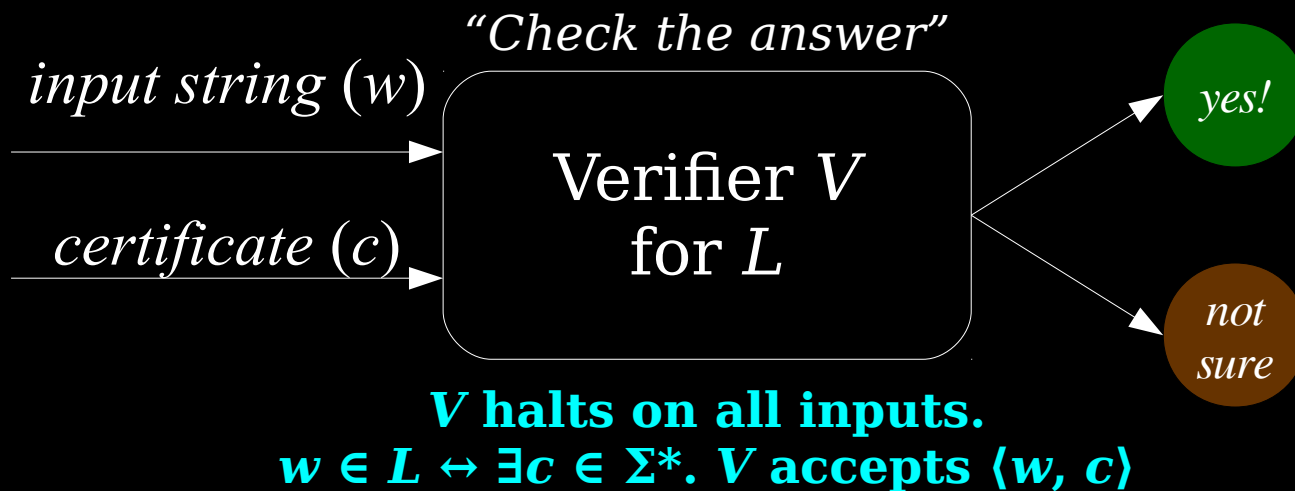 “Check the answer”
input string (w)
certificate (c)
Verifier V
for L
yes!
not
sure
V halts on all inputs.
w ∈ L ↔ ∃c ∈ Σ*. V accepts ⟨w, c⟩